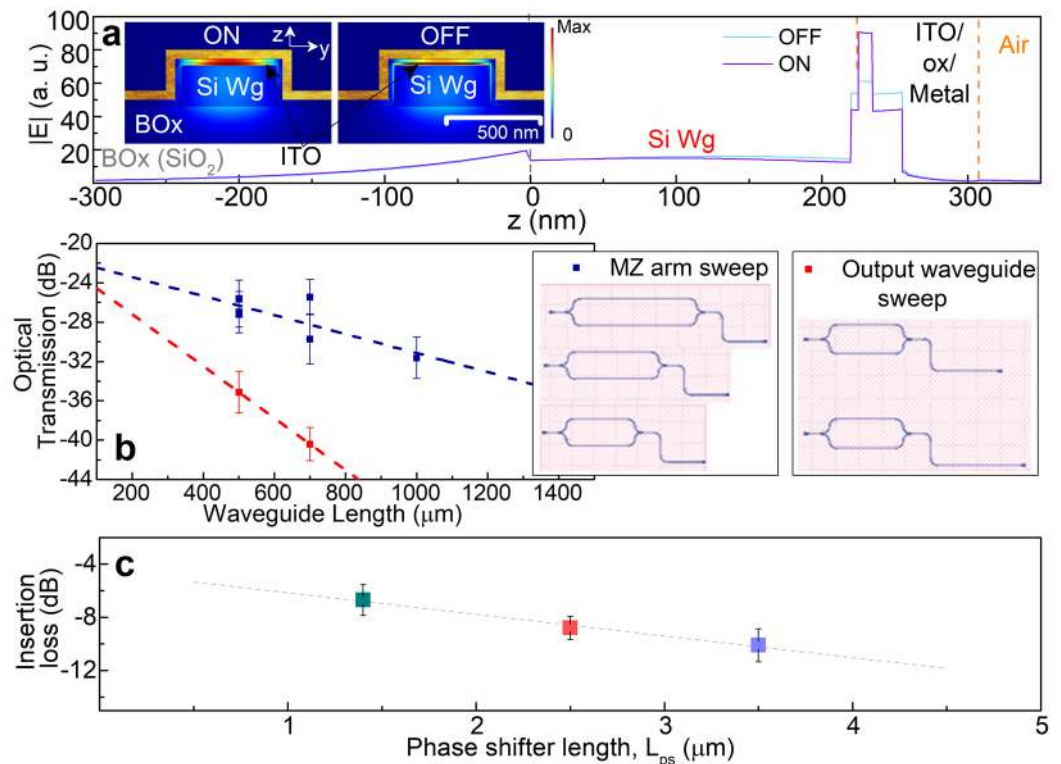 a
ON
z
y
OFF
Max
0
Si Wg
Si Wg
BOx
ITO
500 nm
OFF
ON
ITO/
ox/
Metal
Air
Si Wg
BOx (SiO₂)
|E| (a. u.)
100
80
60
40
20
-300
-200
-100
0
100
200
300
z (nm)
b
Optical
Transmission (dB)
-20
-24
-28
-32
-36
-40
-44
200
400
600
800
1000
1200
1400
Waveguide Length (μm)
MZ arm sweep
Output waveguide
sweep
c
Insertion
loss (dB)
-4
-8
-12
1
2
3
4
5
Phase shifter length, Lₚₛ (μm)